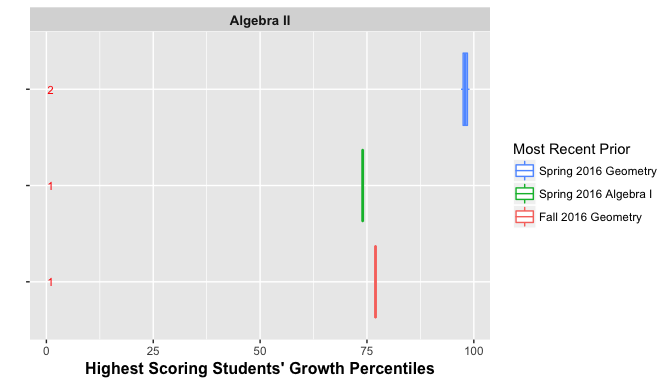 Algebra II
2
1
1
0 25 50 75 100
Highest Scoring Students' Growth Percentiles
Most Recent Prior
Spring 2016 Geometry
Spring 2016 Algebra I
Fall 2016 Geometry